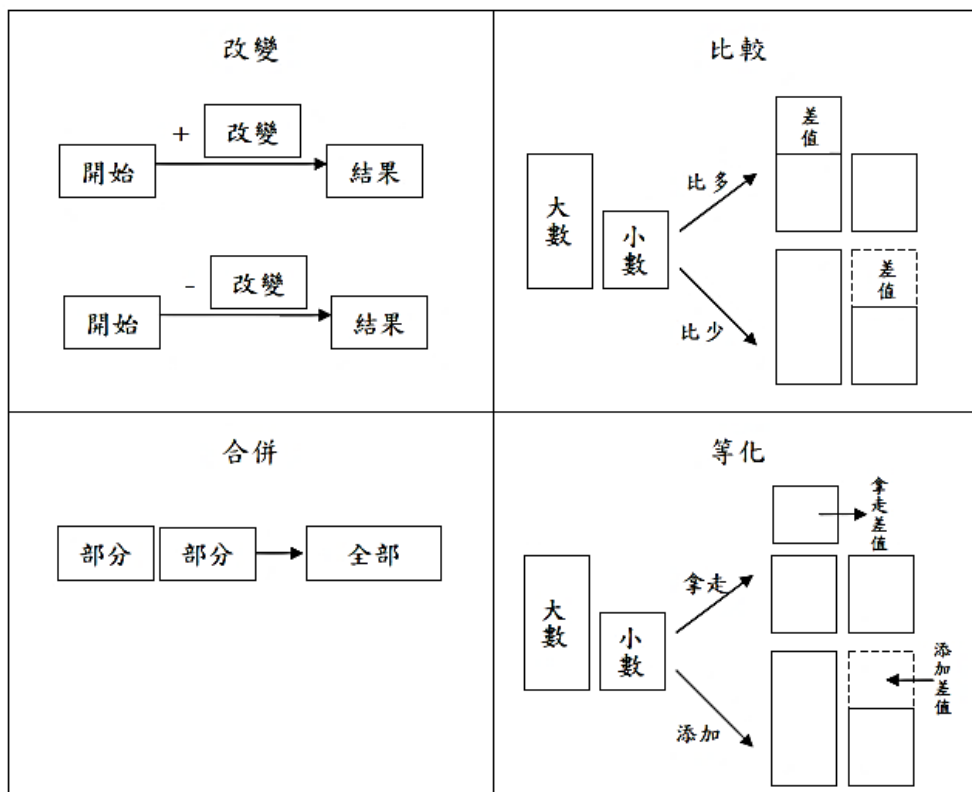 改變
+
改變
開始
結果
-
改變
開始
結果
比較
大數
小數
比多
差值
比少
差值
合併
部分
部分
全部
等化
大數
小數
拿走
拿走差值
添加
添加差值